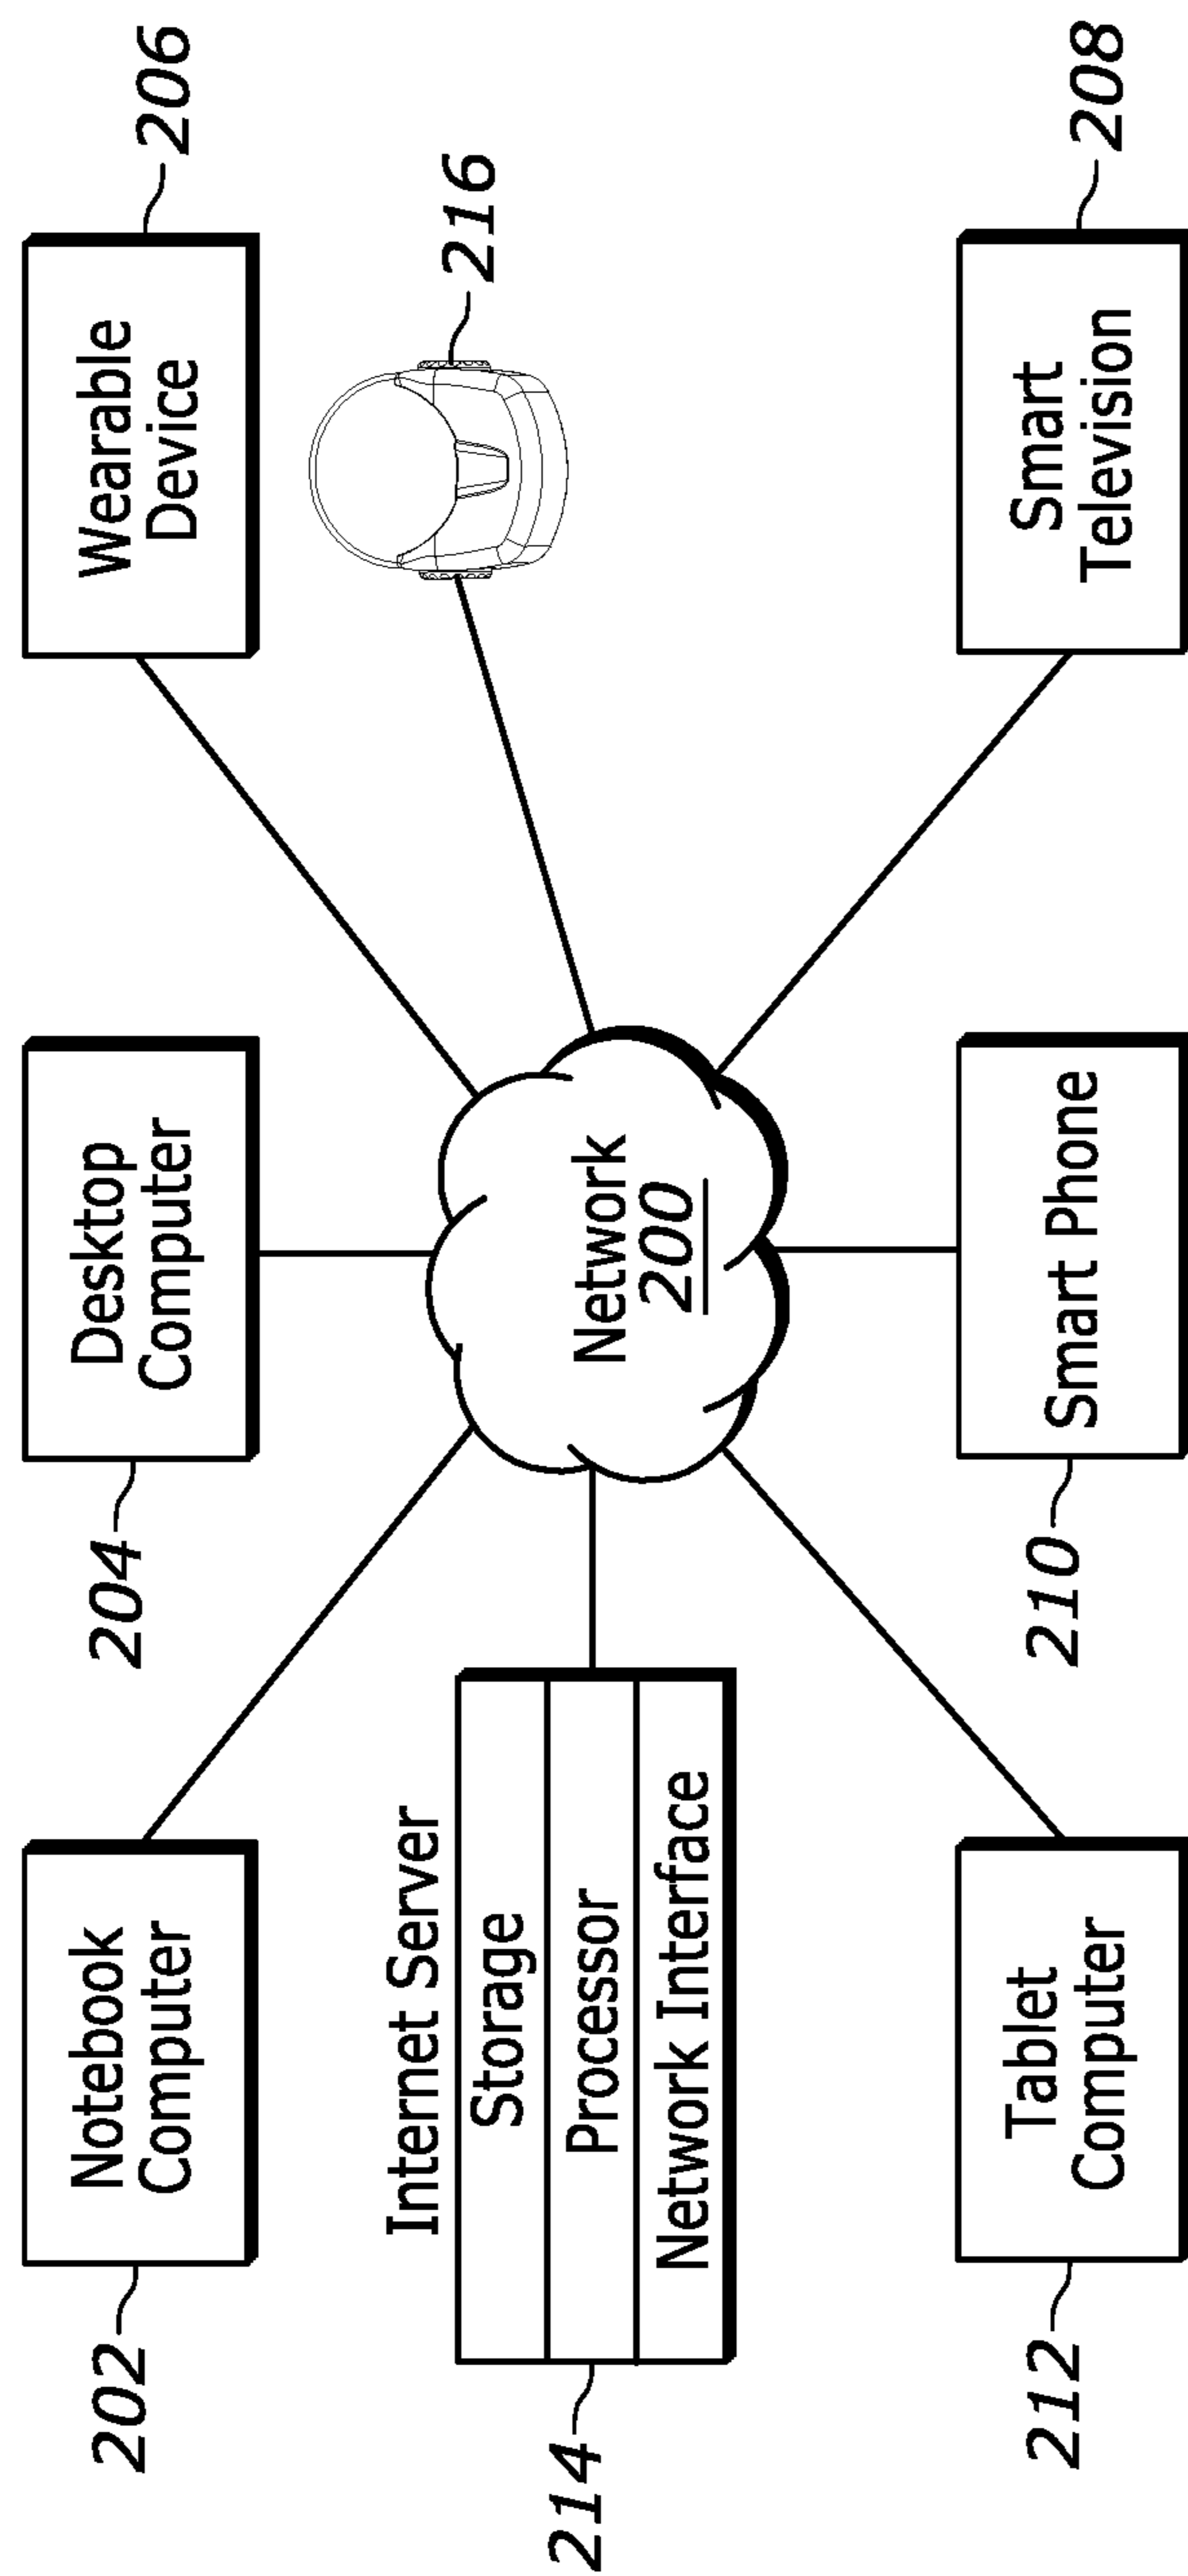 202
Notebook
Computer
204
Desktop
Computer
Wearable
Device
206
Internet Server
Storage
Processor
Network Interface
214
Network
200
216
212
Tablet
Computer
210
Smart Phone
Smart
Television
208